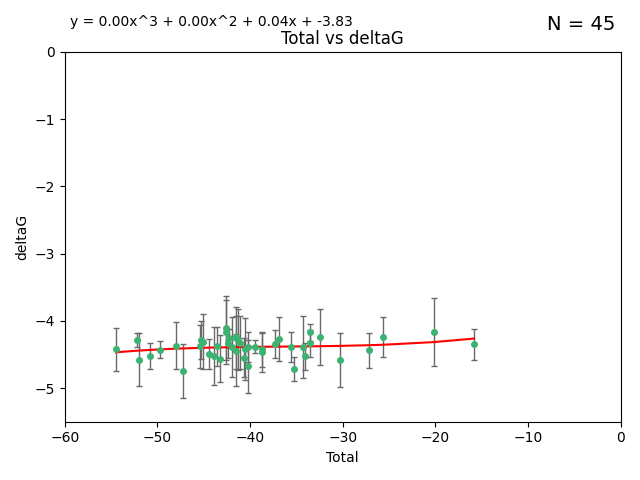 y = 0.00x^3 + 0.00x^2 + 0.04x + -3.83
N = 45
Total vs deltaG
0
−1
−2
−3
−4
−5
deltaG
−60 −50 −40 −30 −20 −10 0
Total